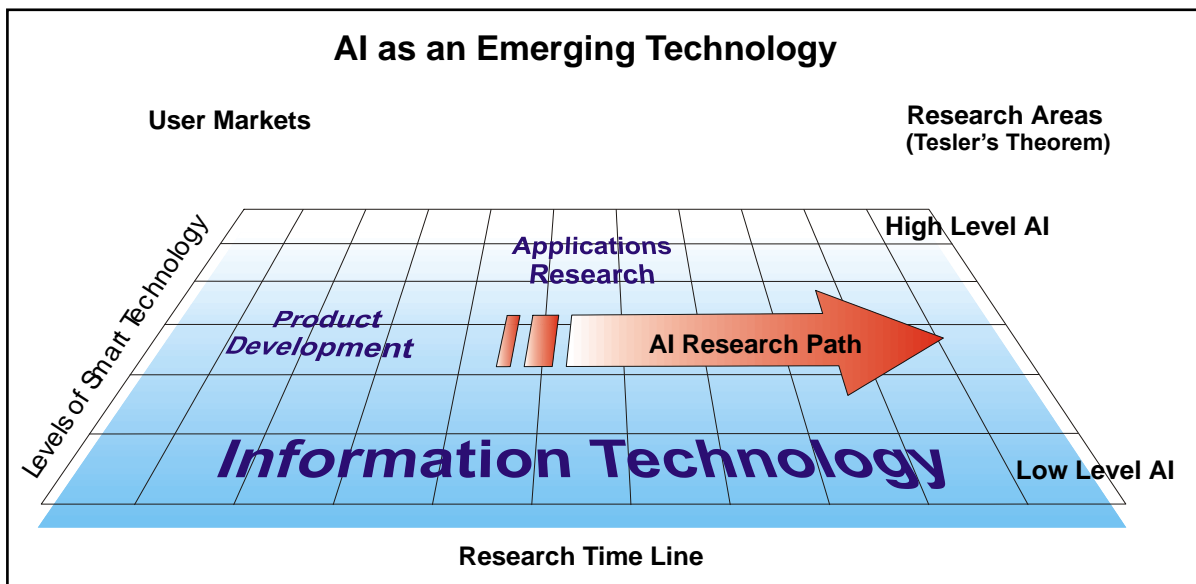 AI as an Emerging Technology
User Markets
Research Areas
(Tesler's Theorem)
Levels of Smart Technology
High Level AI
Applications
Research
Product
Development
AI Research Path
Information Technology
Low Level AI
Research Time Line